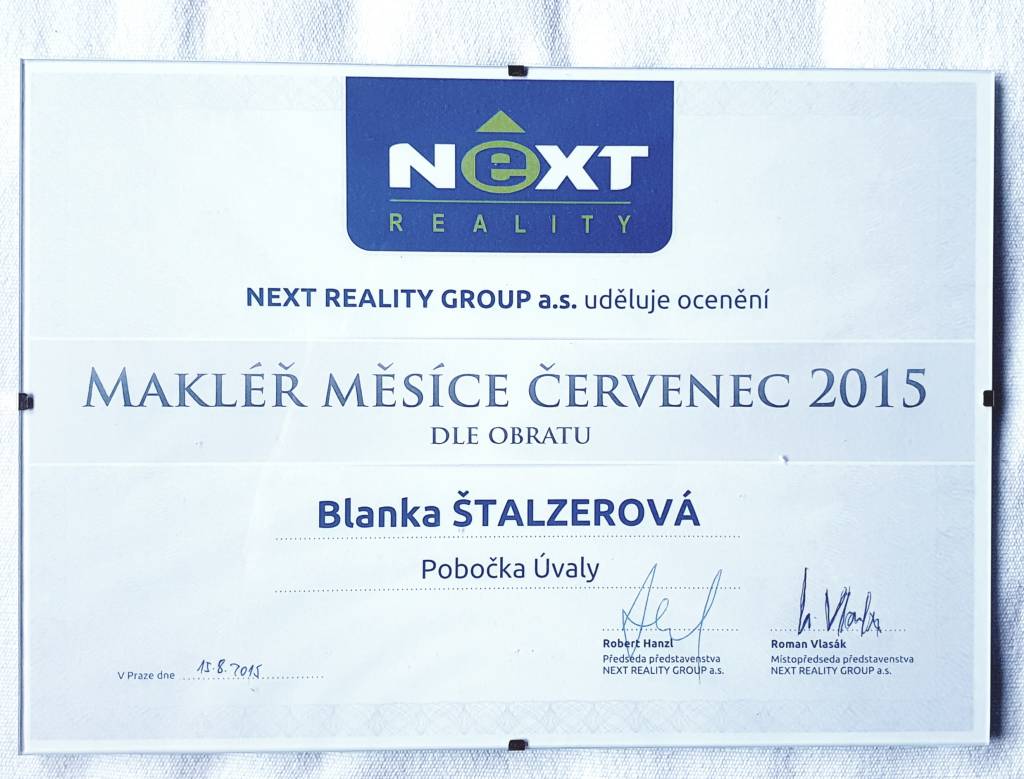 NEXT
REALITY
NEXT REALITY GROUP a.s. uděluje ocenění
MAKLÉŘ MĚSÍCE ČERVENEC 2015
DLE OBRATU
Blanka ŠTALZEROVÁ
Pobočka Úvaly
V Praze dne 15.8.2015
Robert Hanzl
Předseda představenstva
NEXT REALITY GROUP a.s.
Roman Vlasák
Místopředseda představenstva
NEXT REALITY GROUP a.s.